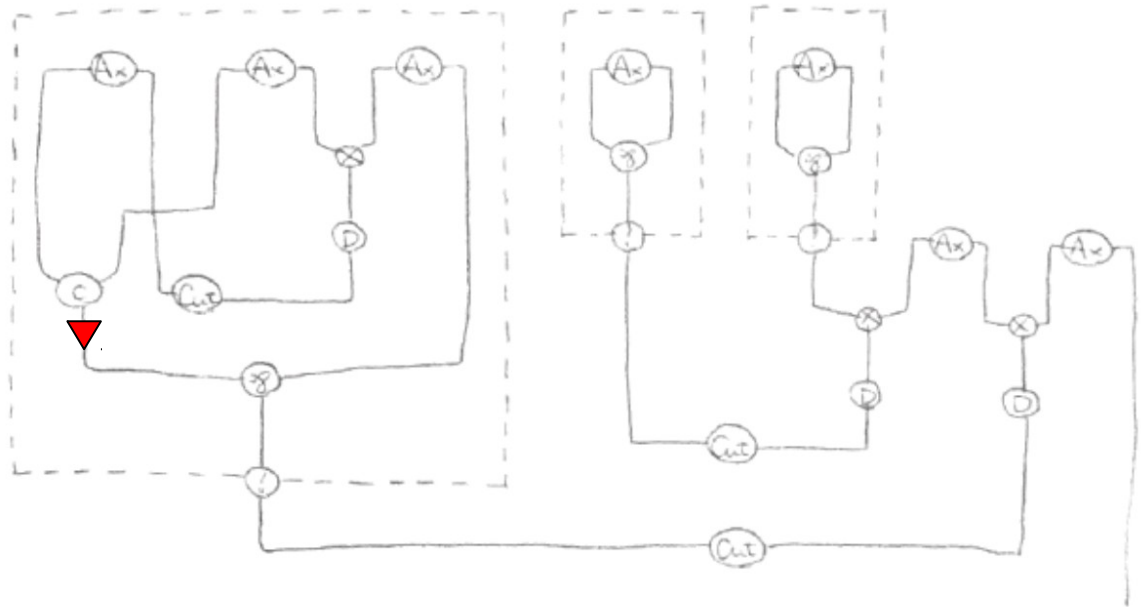 Ax Ax Ax Ax Ax
⊗ ⅋ ⅋
D ! !
Ax Ax
C Cut
⊗ ⊗
⅋
D D
Cut
!
Cut